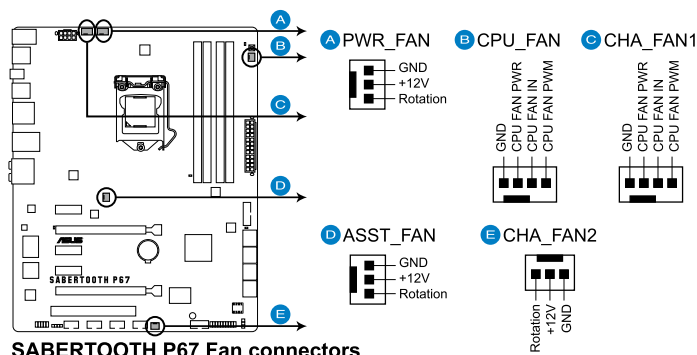 A
B
C
D
E
A PWR_FAN
GND
+12V
Rotation
B CPU_FAN
GND
CPU FAN PWR
CPU FAN IN
CPU FAN PWM
C CHA_FAN1
GND
CPU FAN PWR
CPU FAN IN
CPU FAN PWM
D ASST_FAN
GND
+12V
Rotation
E CHA_FAN2
Rotation
+12V
GND
ASUS
SABERTOOTH P67
SABERTOOTH P67 Fan connectors